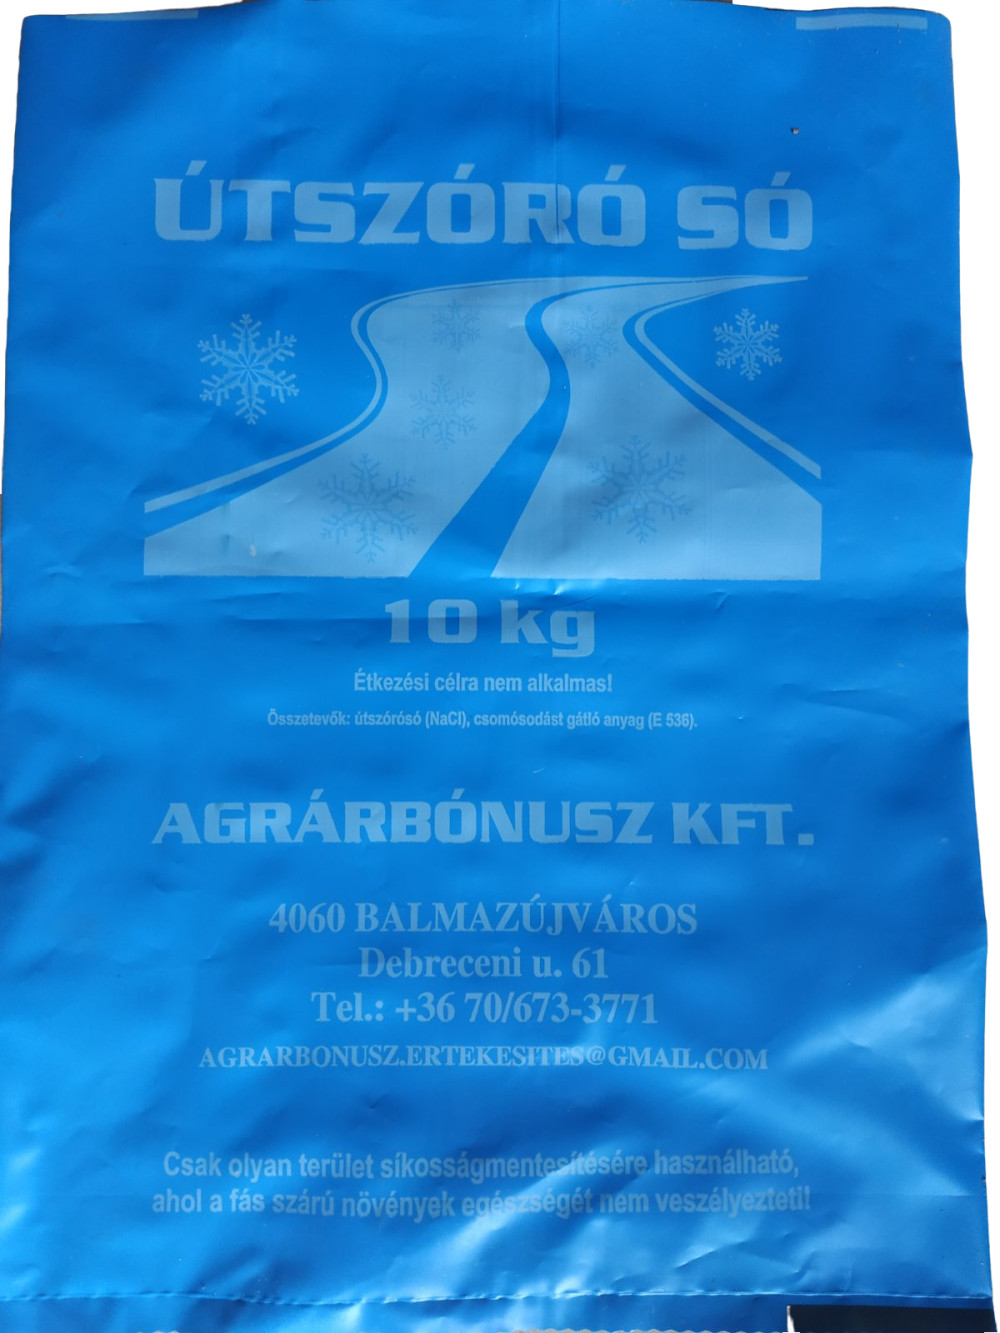 ÚTSZÓRÓ SÓ
10 kg
Étkezési célra nem alkalmas!
Összetevők: útszórósó (NaCl), csomósodást gátló anyag (E 536).
AGRÁRBÓNUSZ KFT.
4060 BALMAZÚJVÁROS
Debreceni u. 61
Tel.: +36 70/673-3771
AGRARBONUSZ.ERTEKESITES@GMAIL.COM
Csak olyan terület síkosságmentesítésére használható,
ahol a fás szárú növények egészségét nem veszélyezteti!